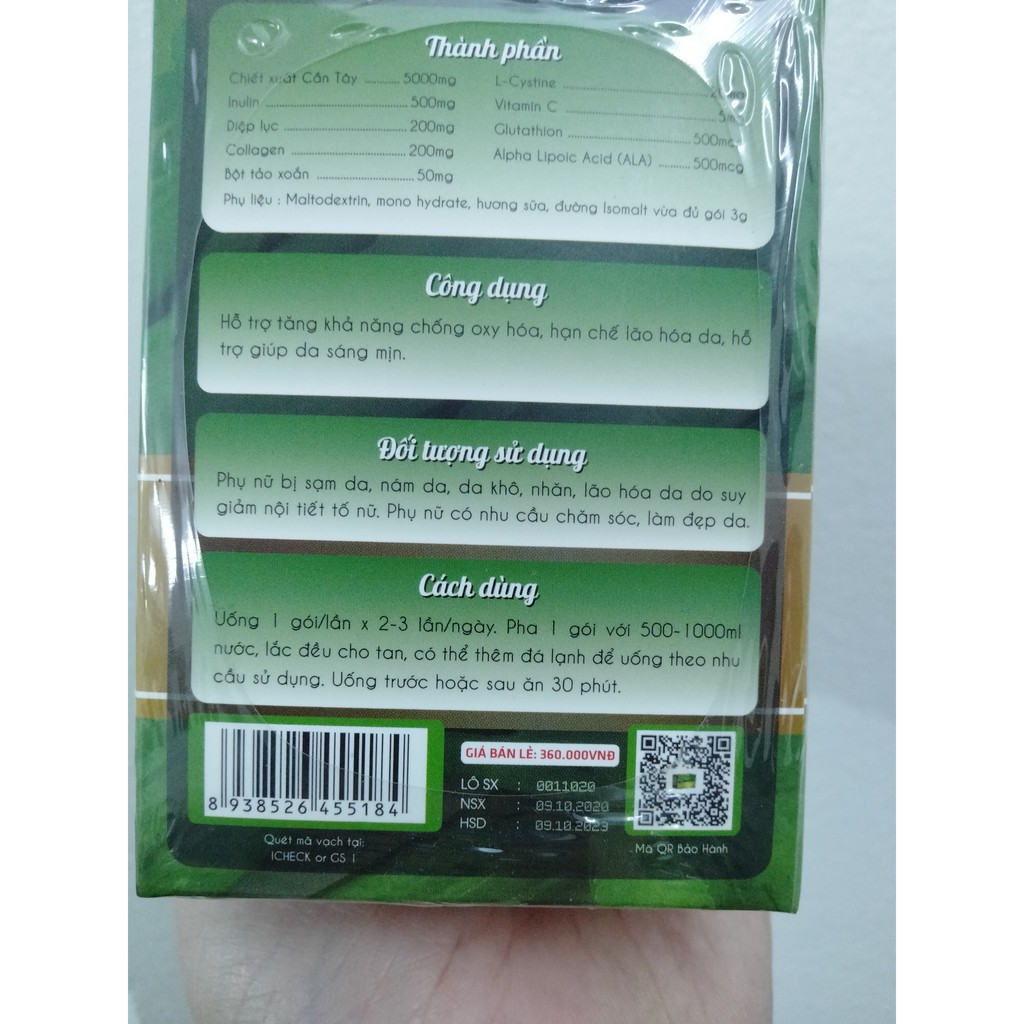 Thành phần
Chiết xuất Cần Tây .......... 5000mg
Inulin .......... 500mg
Diệp lục .......... 200mg
Collagen .......... 200mg
Bột tảo xoắn .......... 50mg
L-Cystine ..........
Vitamin C .......... 5mg
Glutathion .......... 500mcg
Alpha Lipoic Acid (ALA) .......... 500mcg
Phụ liệu : Maltodextrin, mono hydrate, hương sữa, đường Isomalt vừa đủ gói 3g
Công dụng
Hỗ trợ tăng khả năng chống oxy hóa, hạn chế lão hóa da, hỗ
trợ giúp da sáng mịn.
Đối tượng sử dụng
Phụ nữ bị sạm da, nám da, da khô, nhăn, lão hóa da do suy
giảm nội tiết tố nữ. Phụ nữ có nhu cầu chăm sóc, làm đẹp da.
Cách dùng
Uống 1 gói/lần x 2-3 lần/ngày. Pha 1 gói với 500-1000ml
nước, lắc đều cho tan, có thể thêm đá lạnh để uống theo nhu
cầu sử dụng. Uống trước hoặc sau ăn 30 phút.
8 938526 455184
Quét mã vạch tại:
ICHECK or GS 1
GIÁ BÁN LẺ: 360.000VNĐ
LÔ SX : 0011020
NSX : 09.10.2020
HSD : 09.10.2023
Mã QR Bảo Hành